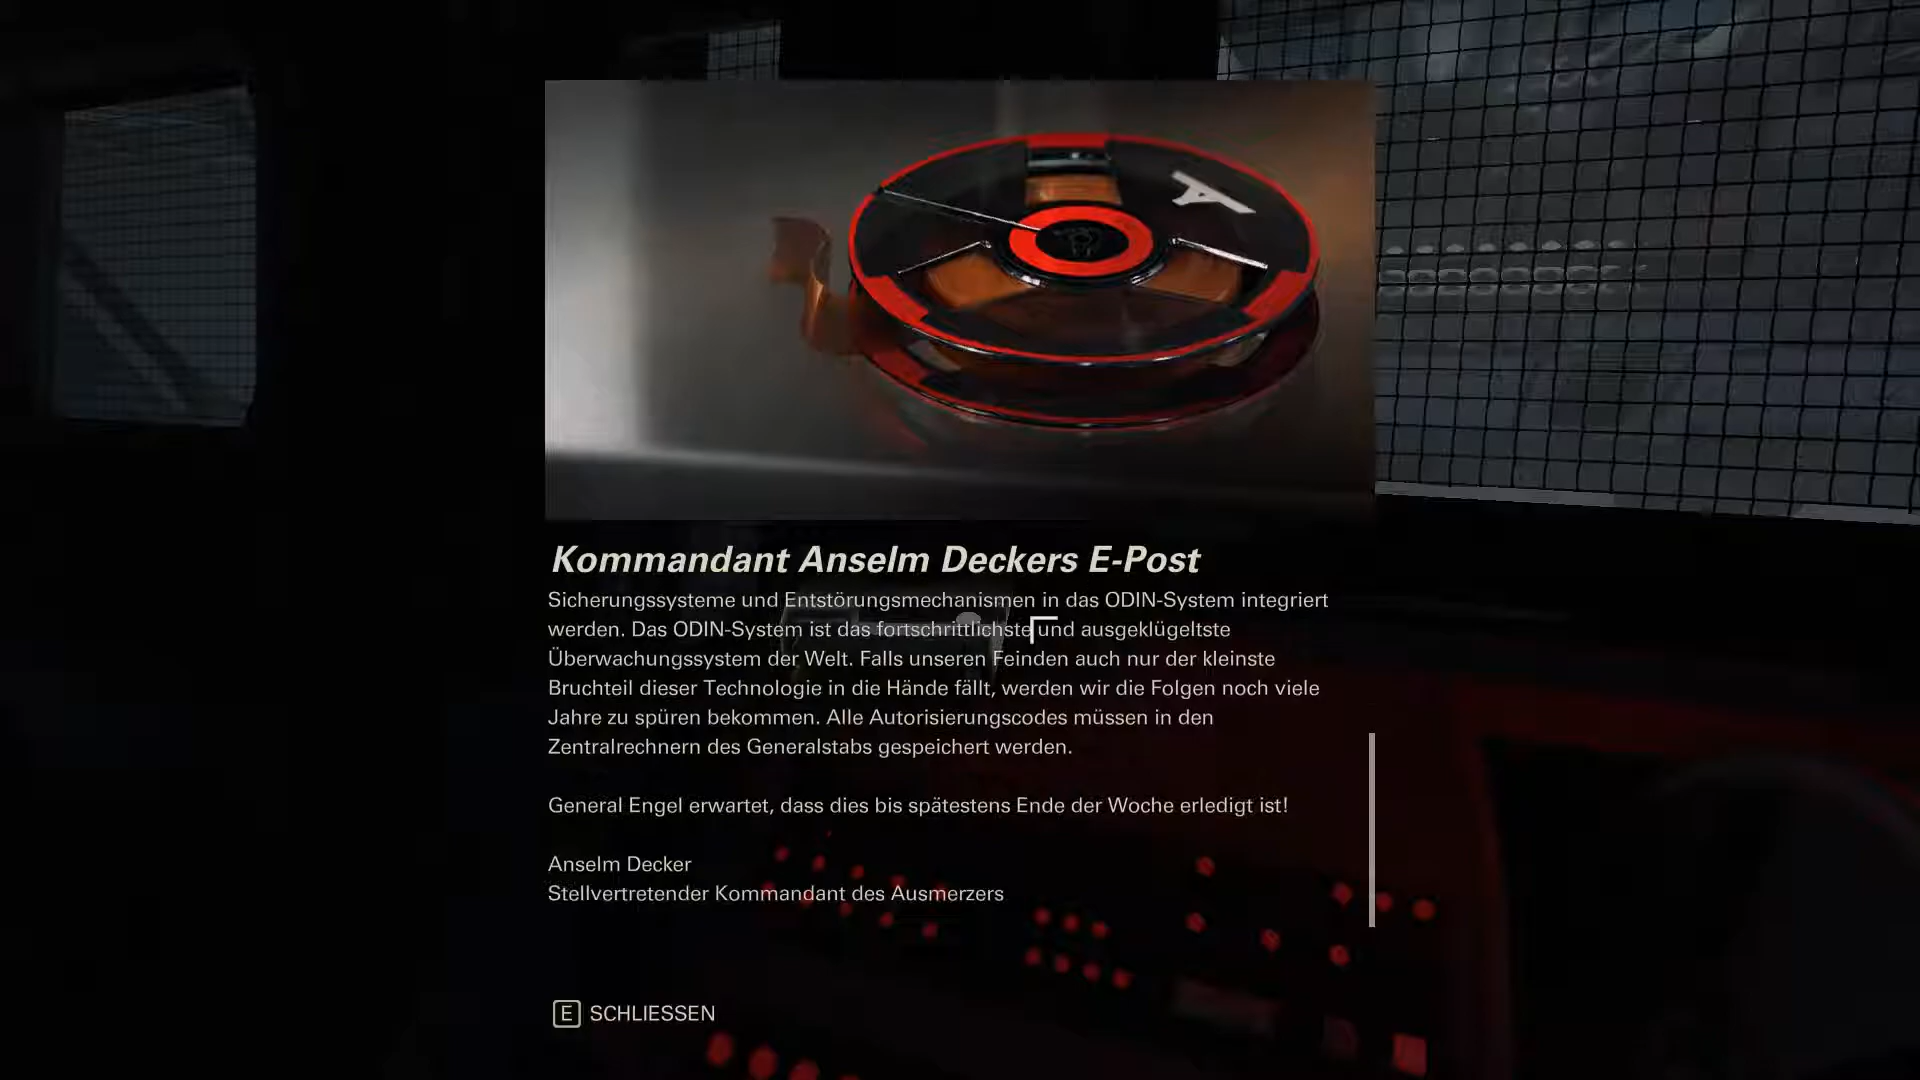 Kommandant Anselm Deckers E-Post
Sicherungssysteme und Entstörungsmechanismen in das ODIN-System integriert
werden. Das ODIN-System ist das fortschrittlichste und ausgeklügeltste
Überwachungssystem der Welt. Falls unseren Feinden auch nur der kleinste
Bruchteil dieser Technologie in die Hände fällt, werden wir die Folgen noch viele
Jahre zu spüren bekommen. Alle Autorisierungscodes müssen in den
Zentralrechnern des Generalstabs gespeichert werden.
General Engel erwartet, dass dies bis spätestens Ende der Woche erledigt ist!
Anselm Decker
Stellvertretender Kommandant des Ausmerzers
E SCHLIESSEN